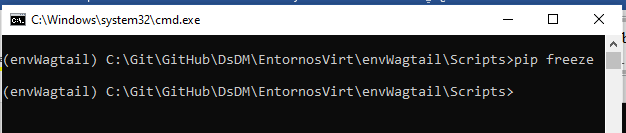 C:\Windows\system32\cmd.exe
(envWagtail) C:\Git\GitHub\DsDM\EntornosVirt\envWagtail\Scripts>pip freeze
(envWagtail) C:\Git\GitHub\DsDM\EntornosVirt\envWagtail\Scripts>